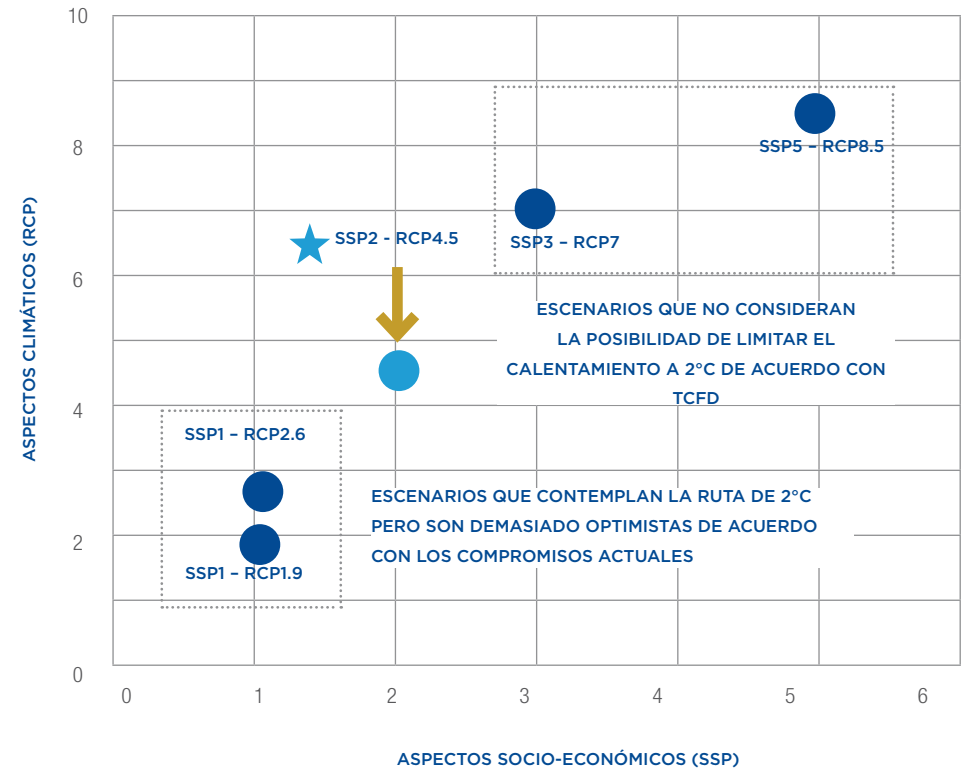 10
8
6
4
2
0
ASPECTOS CLIMÁTICOS (RCP)
SSP5 – RCP8.5
SSP2 - RCP4.5
SSP3 – RCP7
ESCENARIOS QUE NO CONSIDERAN
LA POSIBILIDAD DE LIMITAR EL
CALENTAMIENTO A 2°C DE ACUERDO CON
TCFD
SSP1 – RCP2.6
ESCENARIOS QUE CONTEMPLAN LA RUTA DE 2°C
PERO SON DEMASIADO OPTIMISTAS DE ACUERDO
CON LOS COMPROMISOS ACTUALES
SSP1 – RCP1.9
0 1 2 3 4 5 6
ASPECTOS SOCIO-ECONÓMICOS (SSP)